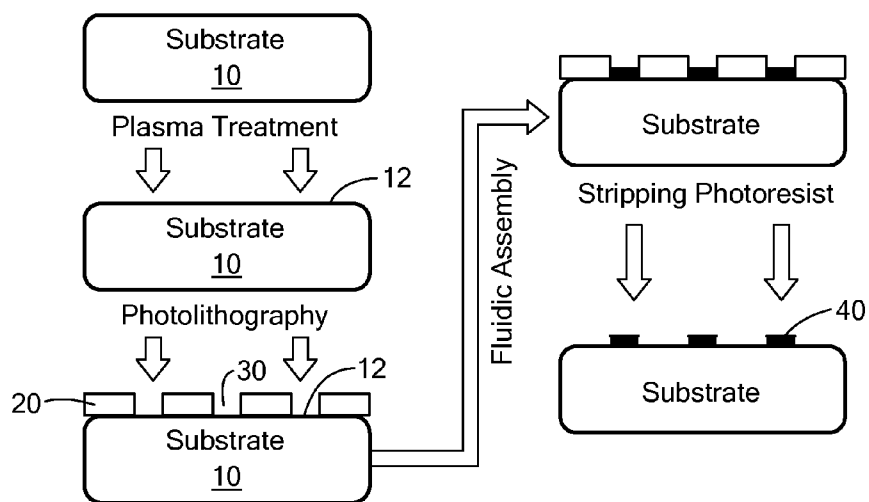 Substrate
10
Plasma Treatment
12
Substrate
10
Photolithography
30
12
20
Substrate
10
Fluidic Assembly
Substrate
Stripping Photoresist
40
Substrate